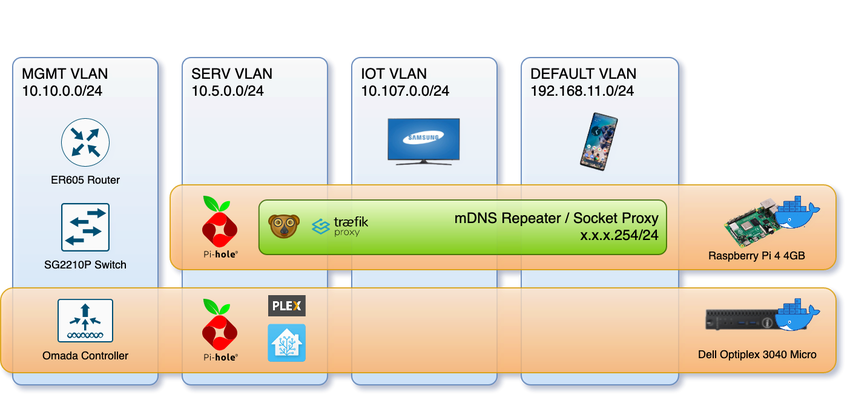 MGMT VLAN
10.10.0.0/24
SERV VLAN
10.5.0.0/24
IOT VLAN
10.107.0.0/24
DEFAULT VLAN
192.168.11.0/24
SAMSUNG
ER605 Router
SG2210P Switch
Pi-hole®
træfik
proxy
mDNS Repeater / Socket Proxy
x.x.x.254/24
Raspberry Pi 4 4GB
Omada Controller
Pi-hole®
PLEX
Dell Optiplex 3040 Micro